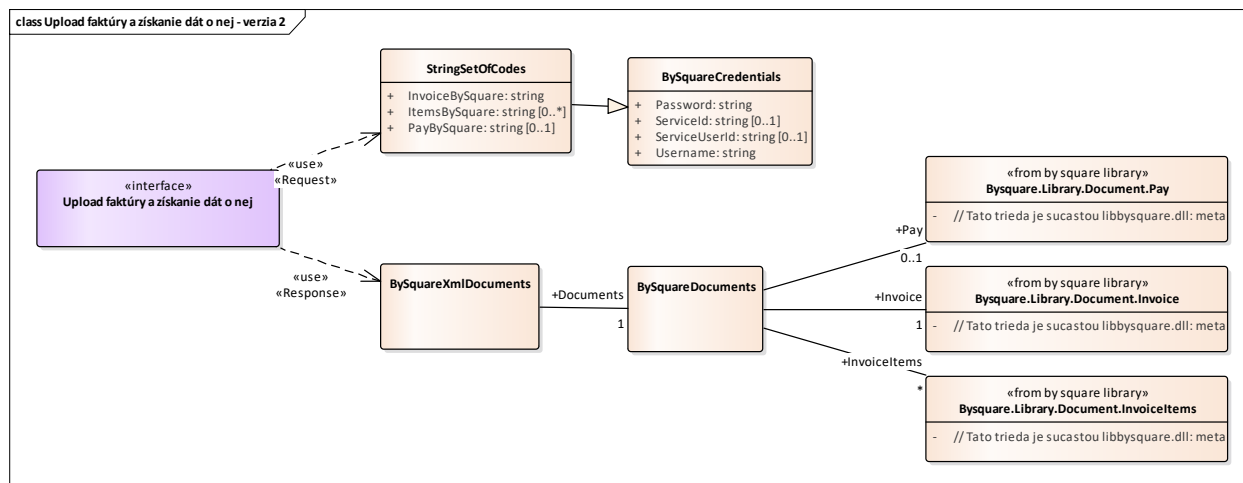 class Upload faktúry a získanie dát o nej - verzia 2
StringSetOfCodes
+ InvoiceBySquare: string
+ ItemsBySquare: string [0..*]
+ PayBySquare: string [0..1]
BySquareCredentials
+ Password: string
+ ServiceId: string [0..1]
+ ServiceUserId: string [0..1]
+ Username: string
«use»
«Request»
«interface»
Upload faktúry a získanie dát o nej
«use»
«Response»
BySquareXmlDocuments
+Documents
1
BySquareDocuments
+Pay
0..1
«from by square library»
Bysquare.Library.Document.Pay
- // Tato trieda je sucastou libbysquare.dll: meta
+Invoice
1
«from by square library»
Bysquare.Library.Document.Invoice
- // Tato trieda je sucastou libbysquare.dll: meta
+InvoiceItems
*
«from by square library»
Bysquare.Library.Document.InvoiceItems
- // Tato trieda je sucastou libbysquare.dll: meta